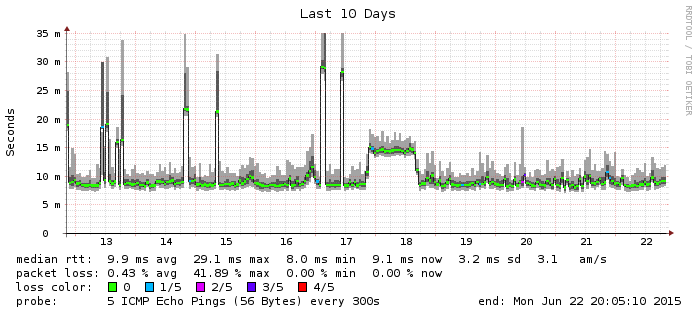 Last 10 Days
RRDTOOL / TOBI OETIKER
Seconds
35 m
30 m
25 m
20 m
15 m
10 m
5 m
0
13 14 15 16 17 18 19 20 21 22
median rtt: 9.9 ms avg 29.1 ms max 8.0 ms min 9.1 ms now 3.2 ms sd 3.1 am/s
packet loss: 0.43 % avg 41.89 % max 0.00 % min 0.00 % now
loss color: 0 1/5 2/5 3/5 4/5
probe: 5 ICMP Echo Pings (56 Bytes) every 300s end: Mon Jun 22 20:05:10 2015